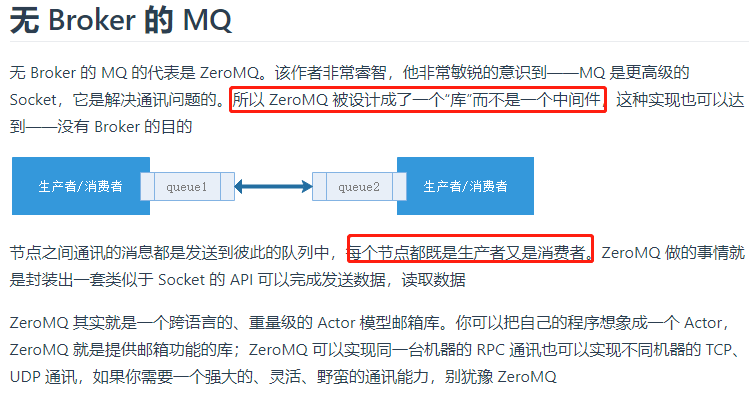 无 Broker 的 MQ
无 Broker 的 MQ 的代表是 ZeroMQ。该作者非常睿智，他非常敏锐的意识到——MQ 是更高级的
Socket，它是解决通讯问题的。所以 ZeroMQ 被设计成了一个“库”而不是一个中间件，这种实现也可以达
到——没有 Broker 的目的
生产者/消费者 queue1 queue2 生产者/消费者
节点之间通讯的消息都是发送到彼此的队列中，每个节点都既是生产者又是消费者。ZeroMQ 做的事情就
是封装出一套类似于 Socket 的 API 可以完成发送数据，读取数据
ZeroMQ 其实就是一个跨语言的、重量级的 Actor 模型邮箱库。你可以把自己的程序想象成一个 Actor，
ZeroMQ 就是提供邮箱功能的库；ZeroMQ 可以实现同一台机器的 RPC 通讯也可以实现不同机器的 TCP、
UDP 通讯，如果你需要一个强大的、灵活、野蛮的通讯能力，别犹豫 ZeroMQ